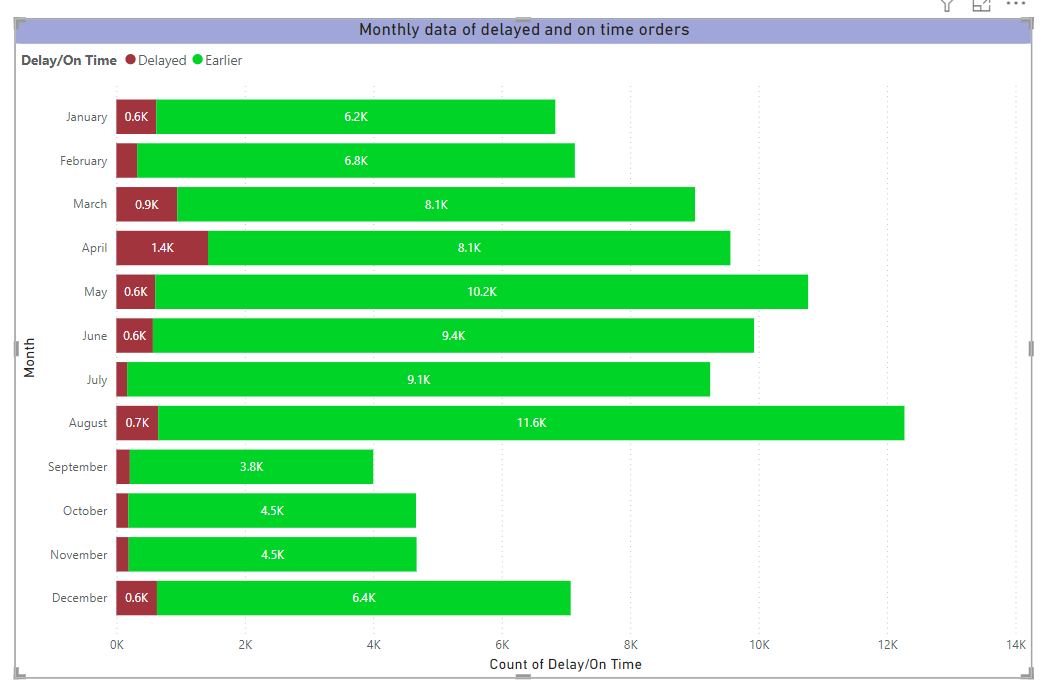 Monthly data of delayed and on time orders
Delay/On Time Delayed Earlier
January 0.6K 6.2K
February 6.8K
March 0.9K 8.1K
April 1.4K 8.1K
May 0.6K 10.2K
June 0.6K 9.4K
July 9.1K
August 0.7K 11.6K
September 3.8K
October 4.5K
November 4.5K
December 0.6K 6.4K
Month
0K 2K 4K 6K 8K 10K 12K 14K
Count of Delay/On Time